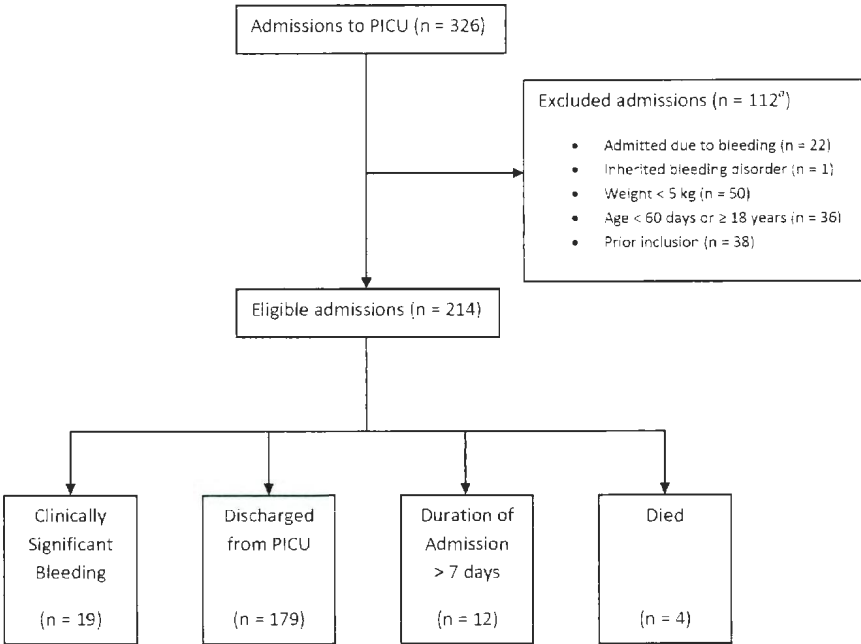 Admissions to PICU (n = 326)
Excluded admissions (n = 112ª)
• Admitted due to bleeding (n = 22)
• Inherited bleeding disorder (n = 1)
• Weight < 5 kg (n = 50)
• Age < 60 days or ≥ 18 years (n = 36)
• Prior inclusion (n = 38)
Eligible admissions (n = 214)
Clinically
Significant
Bleeding
(n = 19)
Discharged
from PICU
(n = 179)
Duration of
Admission
> 7 days
(n = 12)
Died
(n = 4)